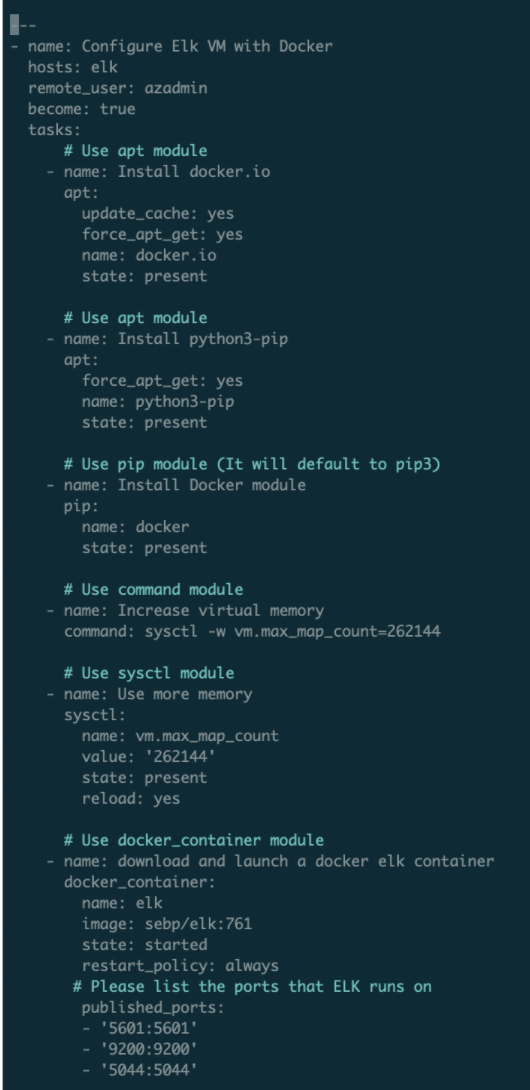 ---
- name: Configure Elk VM with Docker
  hosts: elk
  remote_user: azadmin
  become: true
  tasks:
      # Use apt module
    - name: Install docker.io
      apt:
        update_cache: yes
        force_apt_get: yes
        name: docker.io
        state: present

      # Use apt module
    - name: Install python3-pip
      apt:
        force_apt_get: yes
        name: python3-pip
        state: present

      # Use pip module (It will default to pip3)
    - name: Install Docker module
      pip:
        name: docker
        state: present

      # Use command module
    - name: Increase virtual memory
      command: sysctl -w vm.max_map_count=262144

      # Use sysctl module
    - name: Use more memory
      sysctl:
        name: vm.max_map_count
        value: '262144'
        state: present
        reload: yes

      # Use docker_container module
    - name: download and launch a docker elk container
      docker_container:
        name: elk
        image: sebp/elk:761
        state: started
        restart_policy: always
       # Please list the ports that ELK runs on
        published_ports:
        - '5601:5601'
        - '9200:9200'
        - '5044:5044'